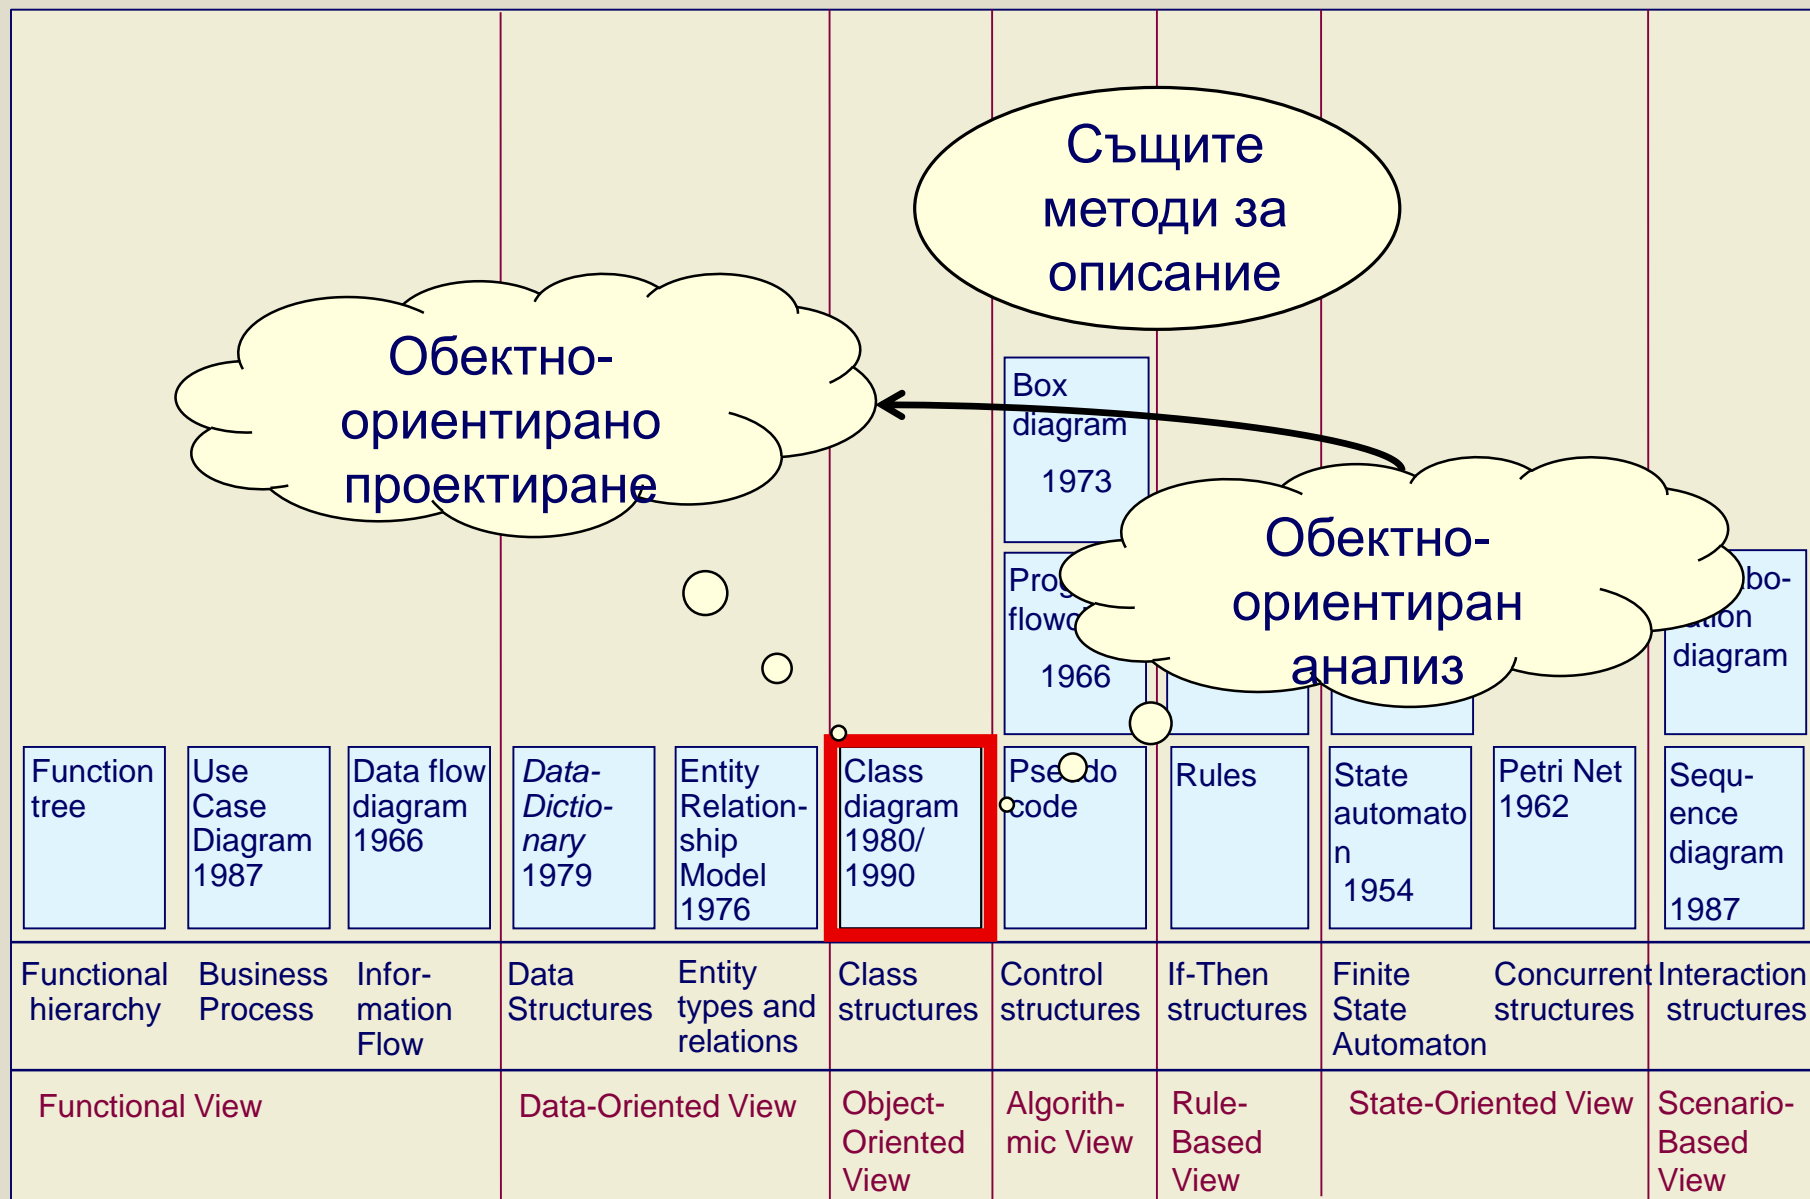 Същите
методи за
описание
Обектно-
ориентирано
проектиране
Box
diagram
1973
Обектно-
ориентиран
анализ
1966
diagram
Function
tree
Use
Case
Diagram
1987
Data flow
diagram
1966
Data-
Dictio-
nary
1979
Entity
Relation-
ship
Model
1976
Class
diagram
1980/
1990
code
Rules
State
automato
n
1954
Petri Net
1962
Sequ-
ence
diagram
1987
Functional
hierarchy
Business
Process
Infor-
mation
Flow
Data
Structures
Entity
types and
relations
Class
structures
Control
structures
If-Then
structures
Finite
State
Automaton
Concurrent
structures
Interaction
structures
Functional View
Data-Oriented View
Object-
Oriented
View
Algorith-
mic View
Rule-
Based
View
State-Oriented View
Scenario-
Based
View